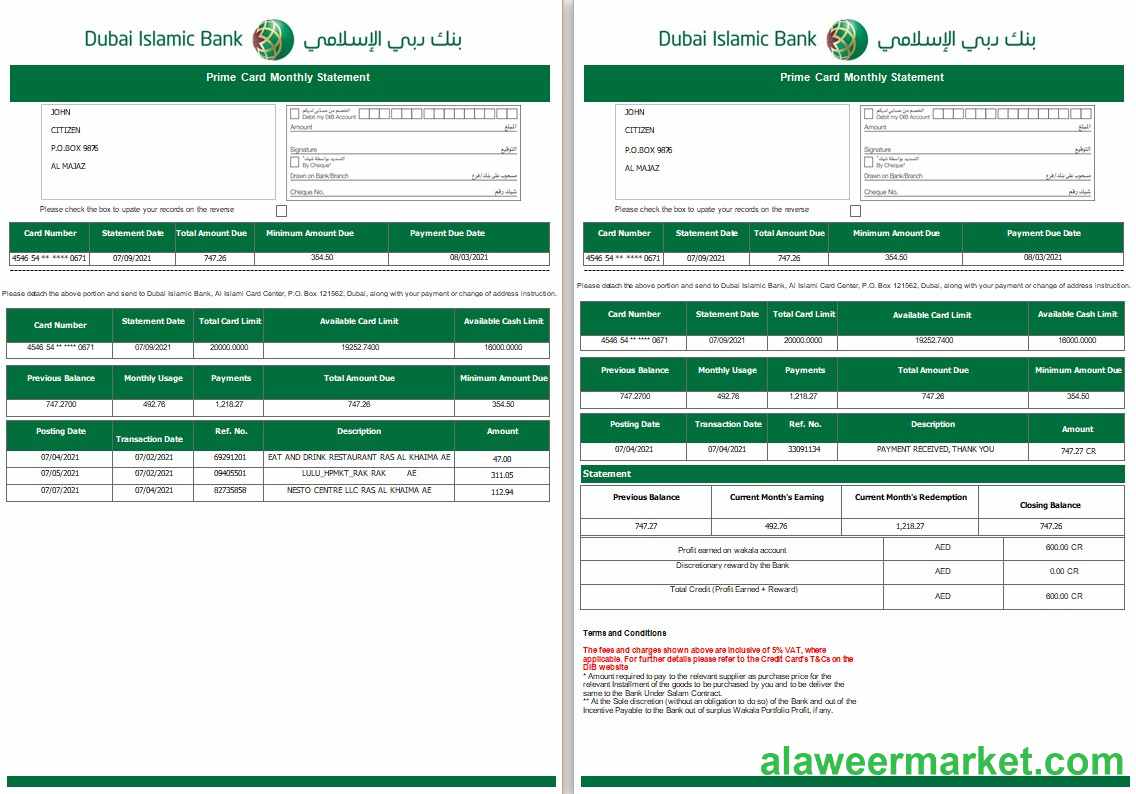 Dubai Islamic Bank بنك دبي الإسلامي
Prime Card Monthly Statement
JOHN
CITIZEN
P.O.BOX 9876
AL MAJAZ
الخصم من حسابي لديكم
Debit my DIB Account
Amount المبلغ
Signature التوقيع
التسديد بواسطة شيك*
By Cheque*
Drawn on Bank/Branch مسحوب على بنك/فرع
Cheque No. شيك رقم
Please check the box to upate your records on the reverse
Card Number Statement Date Total Amount Due Minimum Amount Due Payment Due Date
4546 54 ** **** 0671 07/09/2021 747.26 354.50 08/03/2021
Please detach the above portion and send to Dubai Islamic Bank, Al Islami Card Center, P.O. Box 121562, Dubai, along with your payment or change of address instruction.
Card Number Statement Date Total Card Limit Available Card Limit Available Cash Limit
4546 54 ** **** 0671 07/09/2021 20000.0000 19252.7400 16000.0000
Previous Balance Monthly Usage Payments Total Amount Due Minimum Amount Due
747.2700 492.76 1,218.27 747.26 354.50
Posting Date Transaction Date Ref. No. Description Amount
07/04/2021 07/02/2021 69291201 EAT AND DRINK RESTAURANT RAS AL KHAIMA AE 47.00
07/05/2021 07/02/2021 09405501 LULU_HPMKT_RAK RAK AE 311.05
07/07/2021 07/04/2021 82735858 NESTO CENTRE LLC RAS AL KHAIMA AE 112.94
Dubai Islamic Bank بنك دبي الإسلامي
Prime Card Monthly Statement
JOHN
CITIZEN
P.O.BOX 9876
AL MAJAZ
الخصم من حسابي لديكم
Debit my DIB Account
Amount المبلغ
Signature التوقيع
التسديد بواسطة شيك*
By Cheque*
Drawn on Bank/Branch مسحوب على بنك/فرع
Cheque No. شيك رقم
Please check the box to upate your records on the reverse
Card Number Statement Date Total Amount Due Minimum Amount Due Payment Due Date
4546 54 ** **** 0671 07/09/2021 747.26 354.50 08/03/2021
Please detach the above portion and send to Dubai Islamic Bank, Al Islami Card Center, P.O. Box 121562, Dubai, along with your payment or change of address instruction.
Card Number Statement Date Total Card Limit Available Card Limit Available Cash Limit
4546 54 ** **** 0671 07/09/2021 20000.0000 19252.7400 16000.0000
Previous Balance Monthly Usage Payments Total Amount Due Minimum Amount Due
747.2700 492.76 1,218.27 747.26 354.50
Posting Date Transaction Date Ref. No. Description Amount
07/04/2021 07/04/2021 33091134 PAYMENT RECEIVED, THANK YOU 747.27 CR
Statement
Previous Balance Current Month's Earning Current Month's Redemption Closing Balance
747.27 492.76 1,218.27 747.26
Profit earned on wakala account AED 600.00 CR
Discretionary reward by the Bank AED 0.00 CR
Total Credit (Profit Earned + Reward) AED 600.00 CR
Terms and Conditions
The fees and charges shown above are inclusive of 5% VAT, where
applicable. For further details please refer to the Credit Card's T&Cs on the
DIB website
* Amount required to pay to the relevant supplier as purchase price for the
relevant Installment of the goods to be purchased by you and to be deliver the
same to the Bank Under Salam Contract.
** At the Sole discretion (without an obligation to do so) of the Bank and out of the
Incentive Payable to the Bank out of surplus Wakala Portfolio Profit, if any.
alaweermarket.com